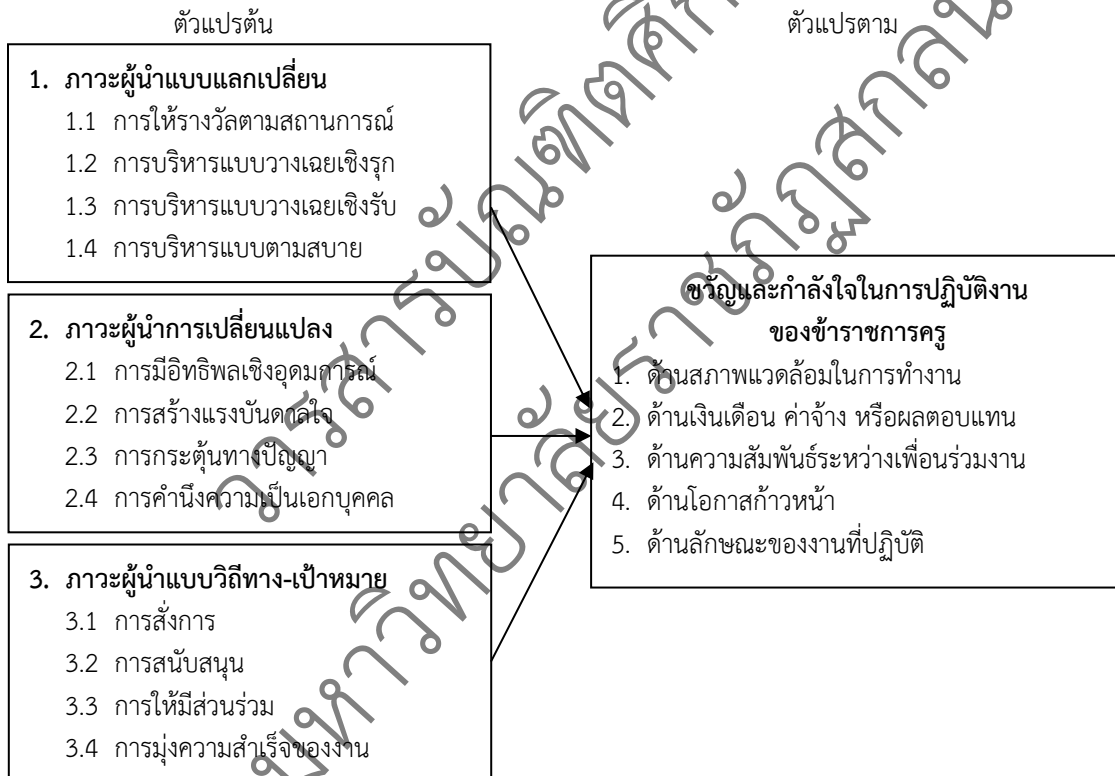 ตัวแปรต้น
ตัวแปรตาม
1. ภาวะผู้นำแบบแลกเปลี่ยน
1.1 การให้รางวัลตามสถานการณ์
1.2 การบริหารแบบวางเฉยเชิงรุก
1.3 การบริหารแบบวางเฉยเชิงรับ
1.4 การบริหารแบบตามสบาย
2. ภาวะผู้นำการเปลี่ยนแปลง
2.1 การมีอิทธิพลเชิงอุดมการณ์
2.2 การสร้างแรงบันดาลใจ
2.3 การกระตุ้นทางปัญญา
2.4 การคำนึงความเป็นเอกบุคคล
3. ภาวะผู้นำแบบวิถีทาง-เป้าหมาย
3.1 การสั่งการ
3.2 การสนับสนุน
3.3 การให้มีส่วนร่วม
3.4 การมุ่งความสำเร็จของงาน
ขวัญและกำลังใจในการปฏิบัติงาน
ของข้าราชการครู
1. ด้านสภาพแวดล้อมในการทำงาน
2. ด้านเงินเดือน ค่าจ้าง หรือผลตอบแทน
3. ด้านความสัมพันธ์ระหว่างเพื่อนร่วมงาน
4. ด้านโอกาสก้าวหน้า
5. ด้านลักษณะของงานที่ปฏิบัติ